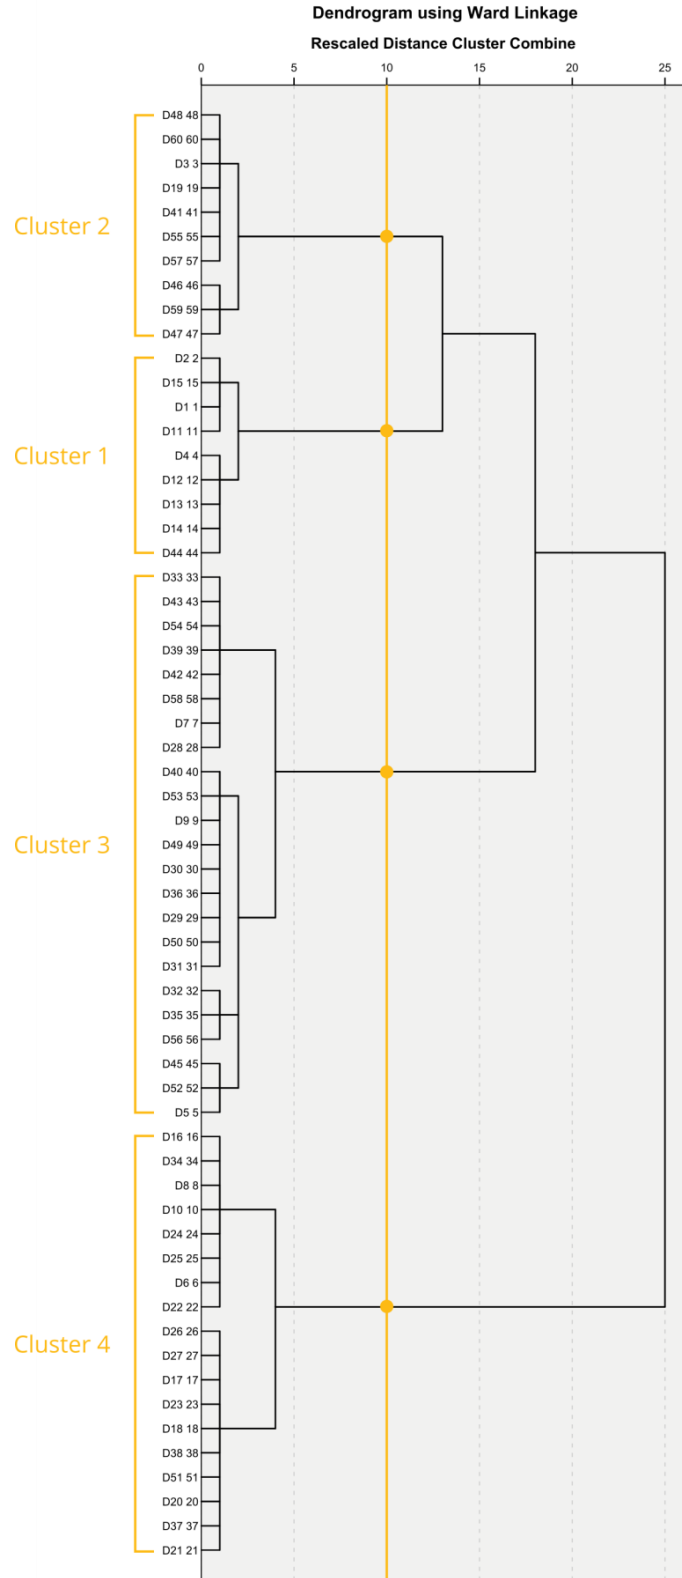 Dendrogram using Ward Linkage
Rescaled Distance Cluster Combine
0 5 10 15 20 25
D48 48
D60 60
D3 3
D19 19
D41 41
Cluster 2
D55 55
D57 57
D46 46
D59 59
D47 47
D2 2
D15 15
D1 1
D11 11
Cluster 1
D4 4
D12 12
D13 13
D14 14
D44 44
D33 33
D43 43
D54 54
D39 39
D42 42
D58 58
D7 7
D28 28
D40 40
D53 53
D9 9
Cluster 3
D49 49
D30 30
D36 36
D29 29
D50 50
D31 31
D32 32
D35 35
D56 56
D45 45
D52 52
D5 5
D16 16
D34 34
D8 8
D10 10
D24 24
D25 25
D6 6
D22 22
D26 26
Cluster 4
D27 27
D17 17
D23 23
D18 18
D38 38
D51 51
D20 20
D37 37
D21 21